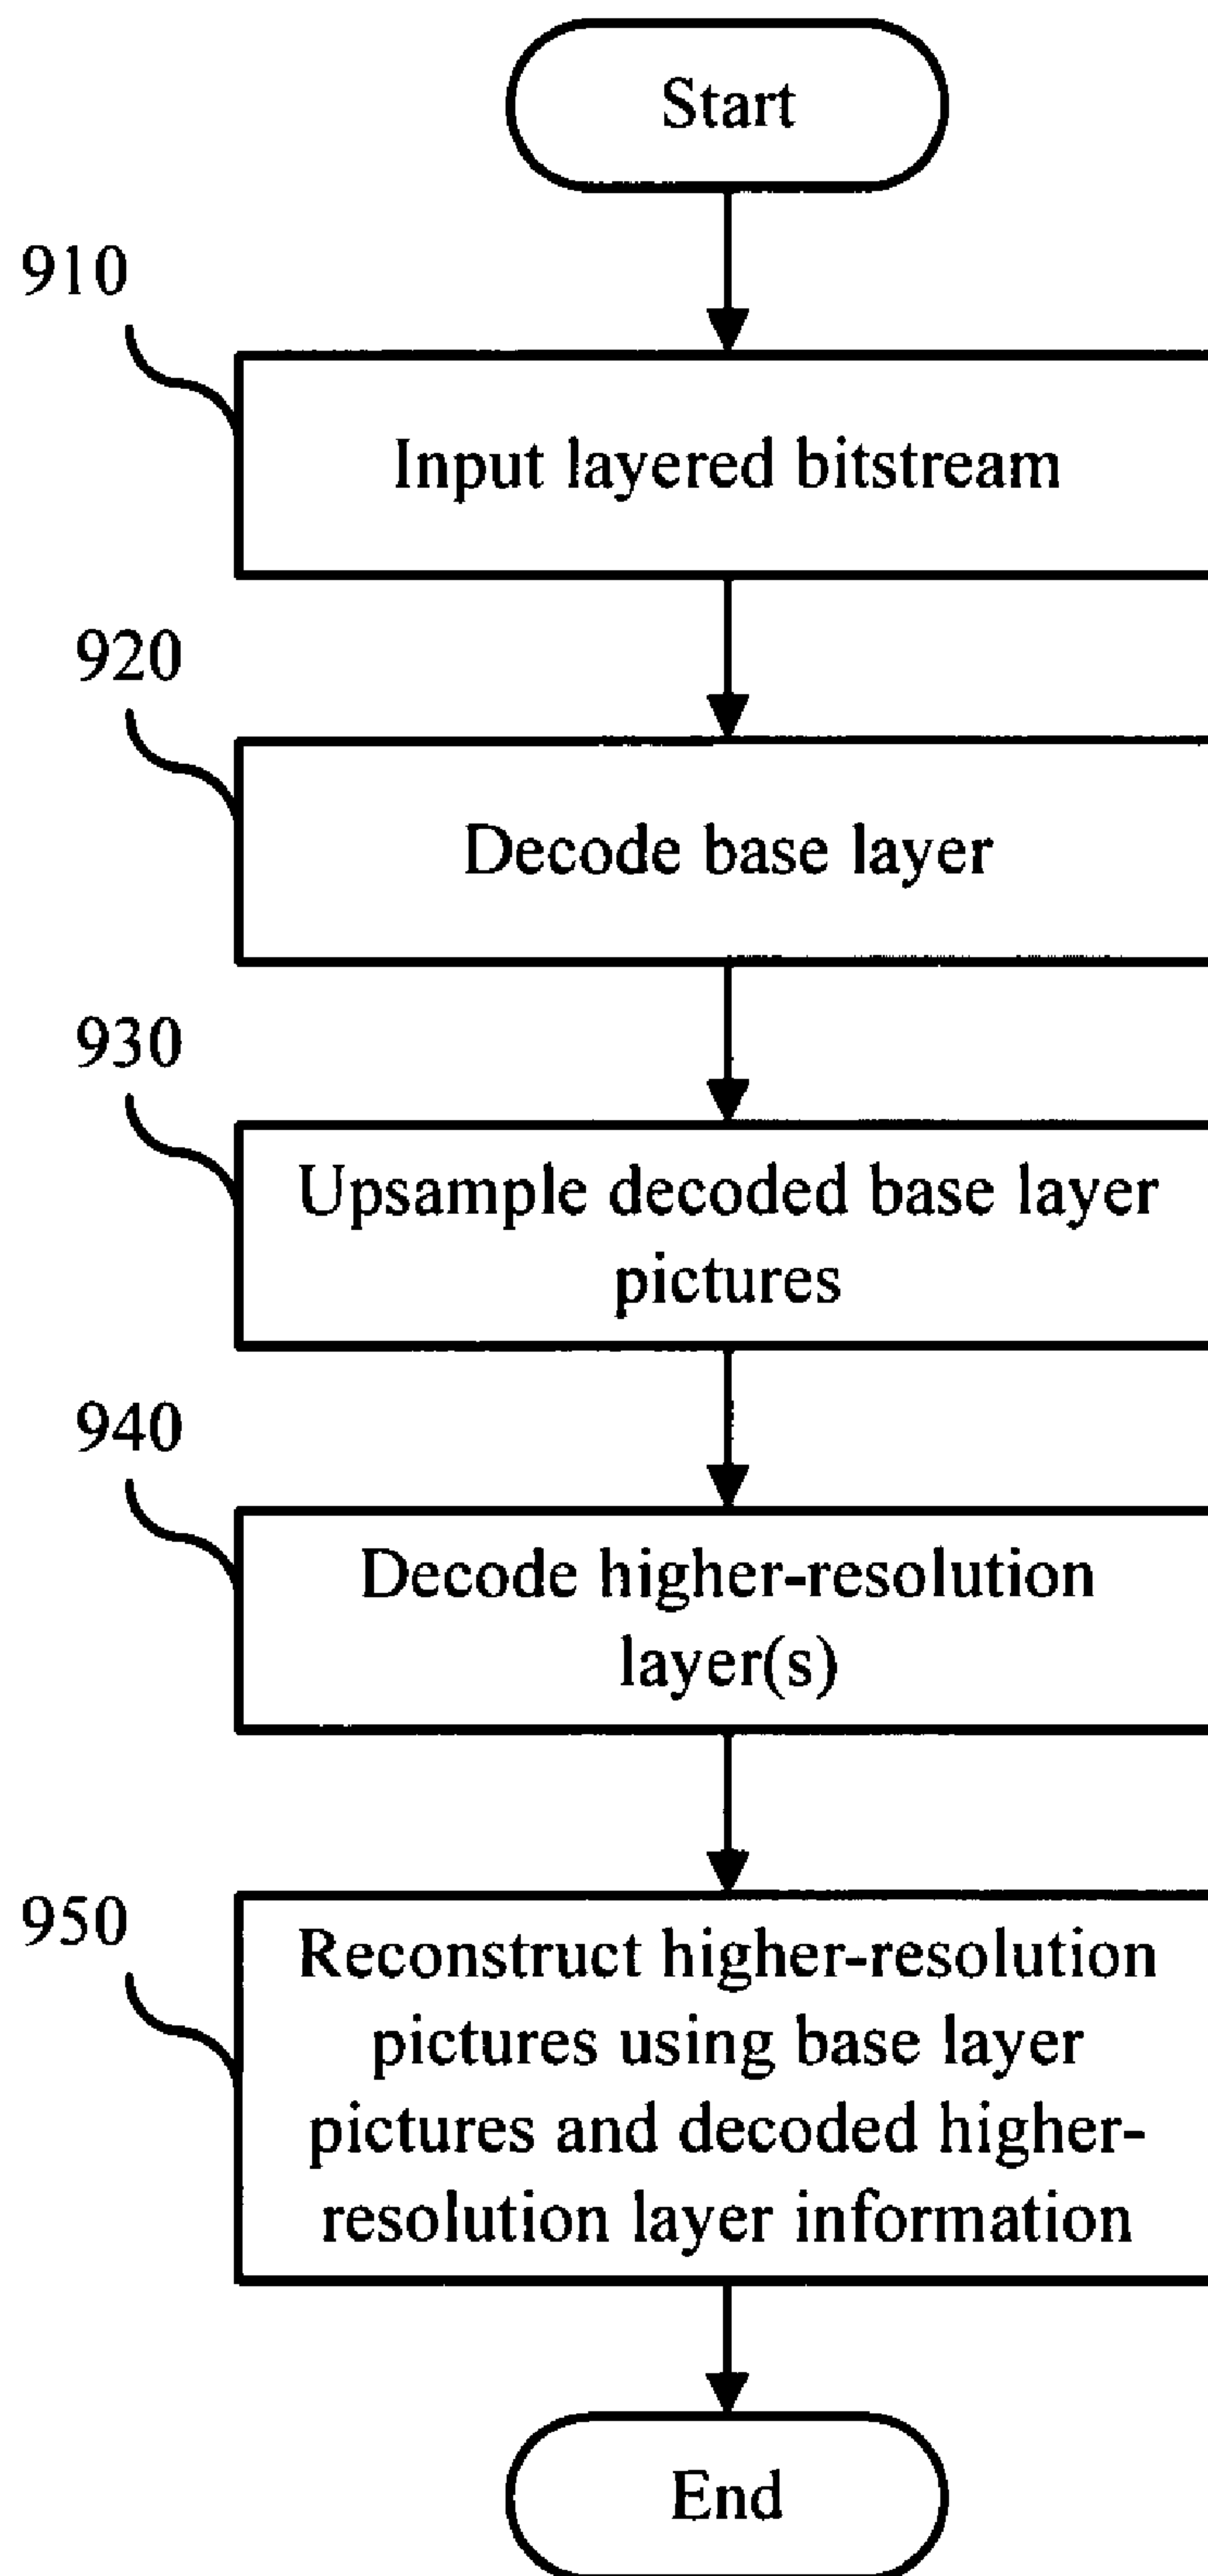 Start
910
Input layered bitstream
920
Decode base layer
930
Upsample decoded base layer
pictures
940
Decode higher-resolution
layer(s)
950
Reconstruct higher-resolution
pictures using base layer
pictures and decoded higher-
resolution layer information
End